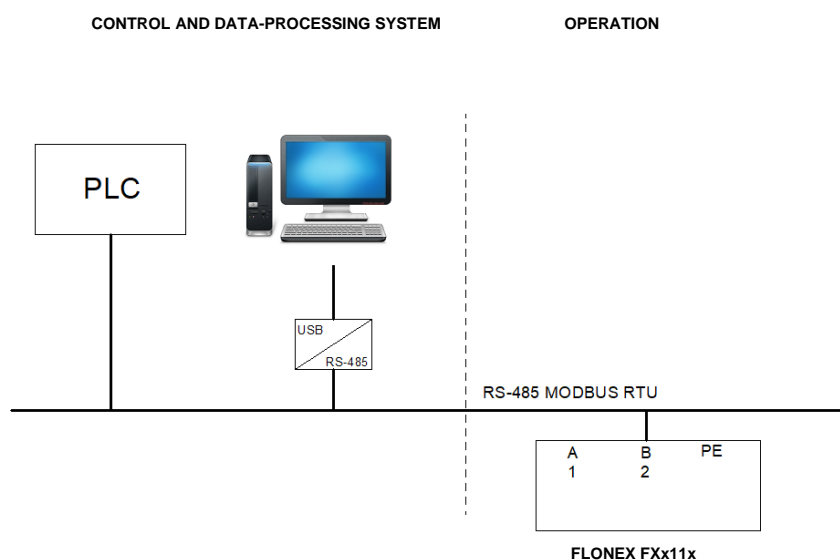 CONTROL AND DATA-PROCESSING SYSTEM
OPERATION
PLC
USB
RS-485
RS-485 MODBUS RTU
A B PE
1 2
FLONEX FXx11x